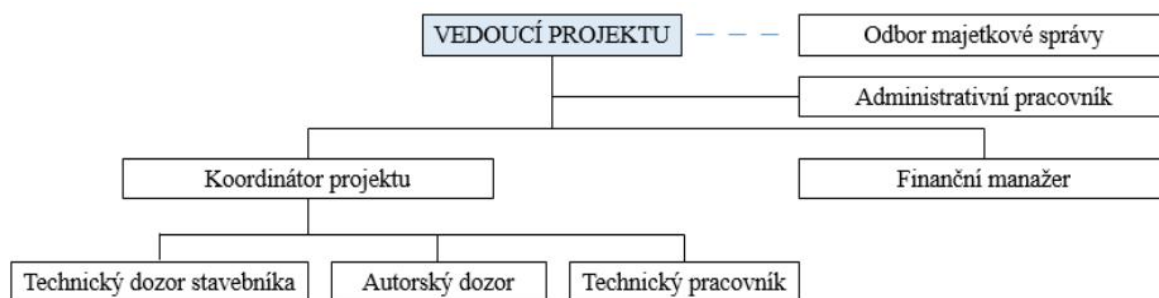 VEDOUCÍ PROJEKTU
Odbor majetkové správy
Administrativní pracovník
Koordinátor projektu
Finanční manažer
Technický dozor stavebníka
Autorský dozor
Technický pracovník